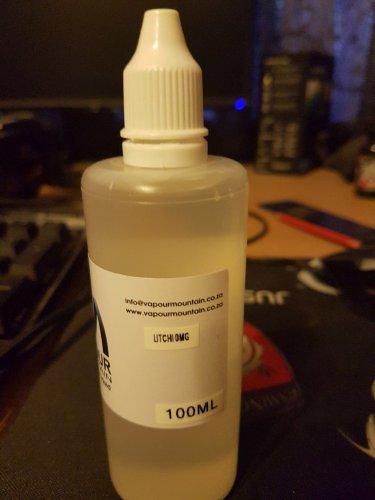 info@vapourmountain.co.za
www.vapourmountain.co.za
LITCHI 0MG
100ML